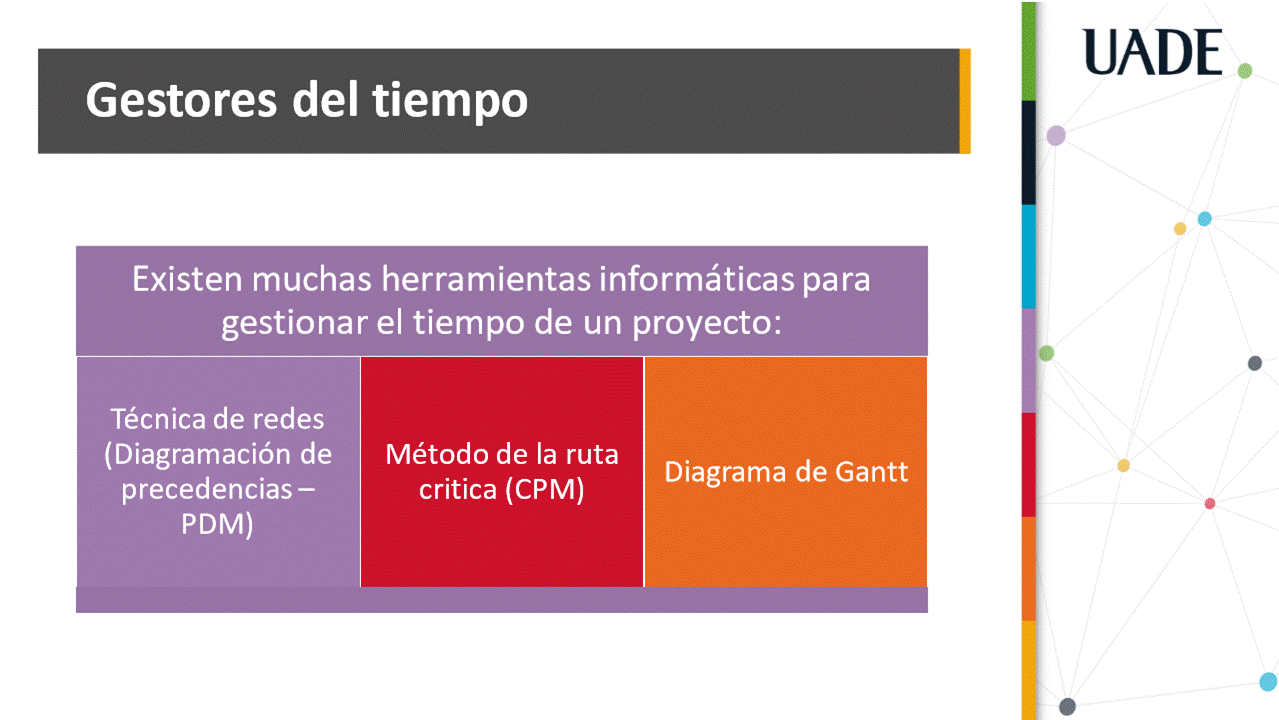 UADE
Gestores del tiempo
Existen muchas herramientas informáticas para
gestionar el tiempo de un proyecto:
Técnica de redes
(Diagramación de
precedencias –
PDM)
Método de la ruta
critica (CPM)
Diagrama de Gantt